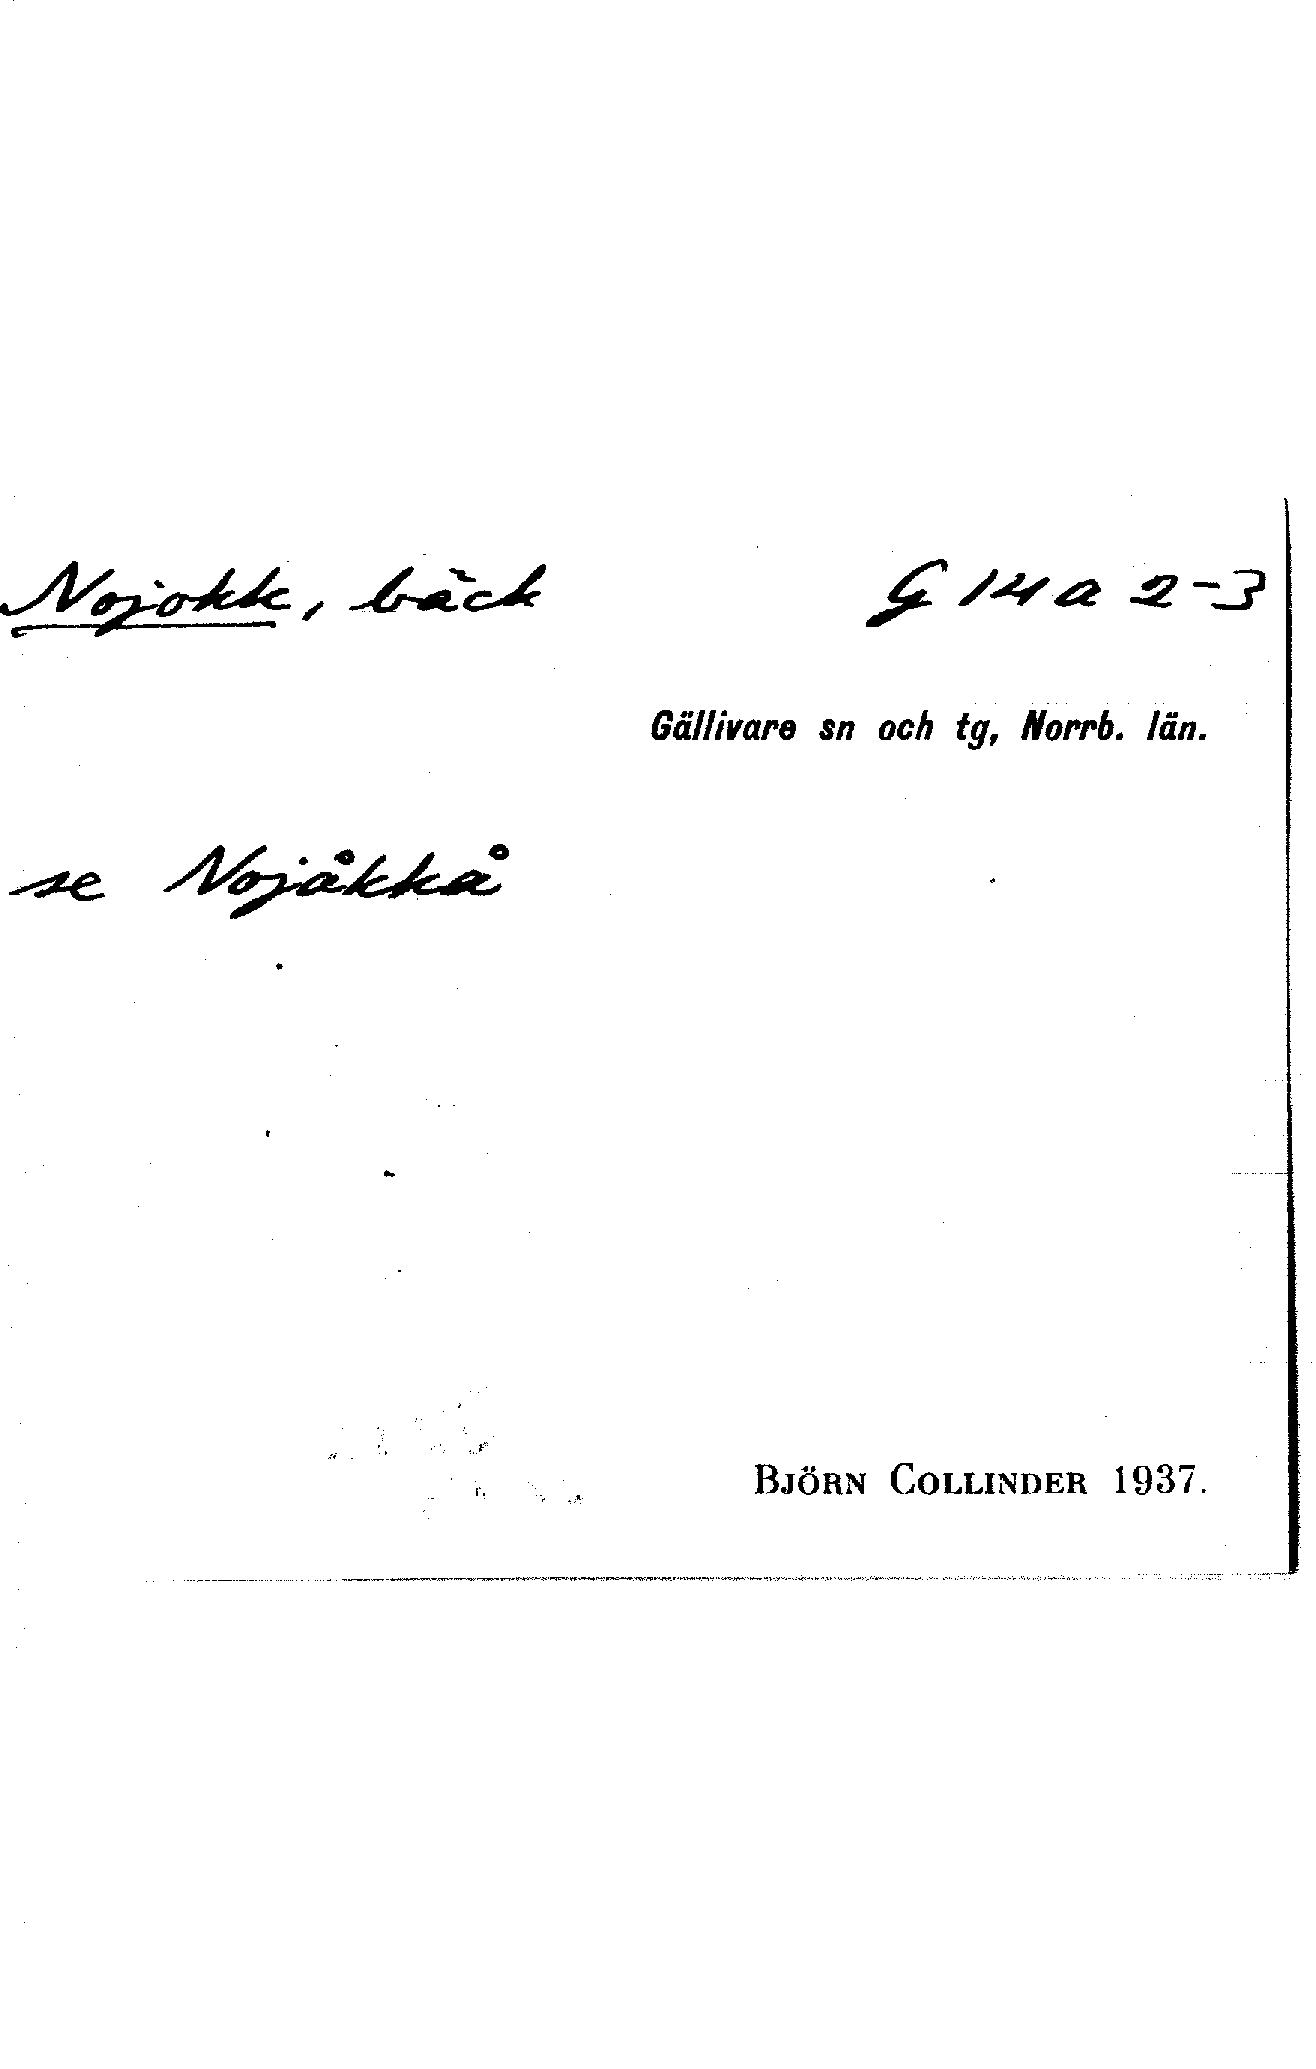 Nojokk, bäck G 14 a 2-3
Gällivare sn och tg, Norrb. län.
se Nojåkkå
BJÖRN COLLINDER 1937.